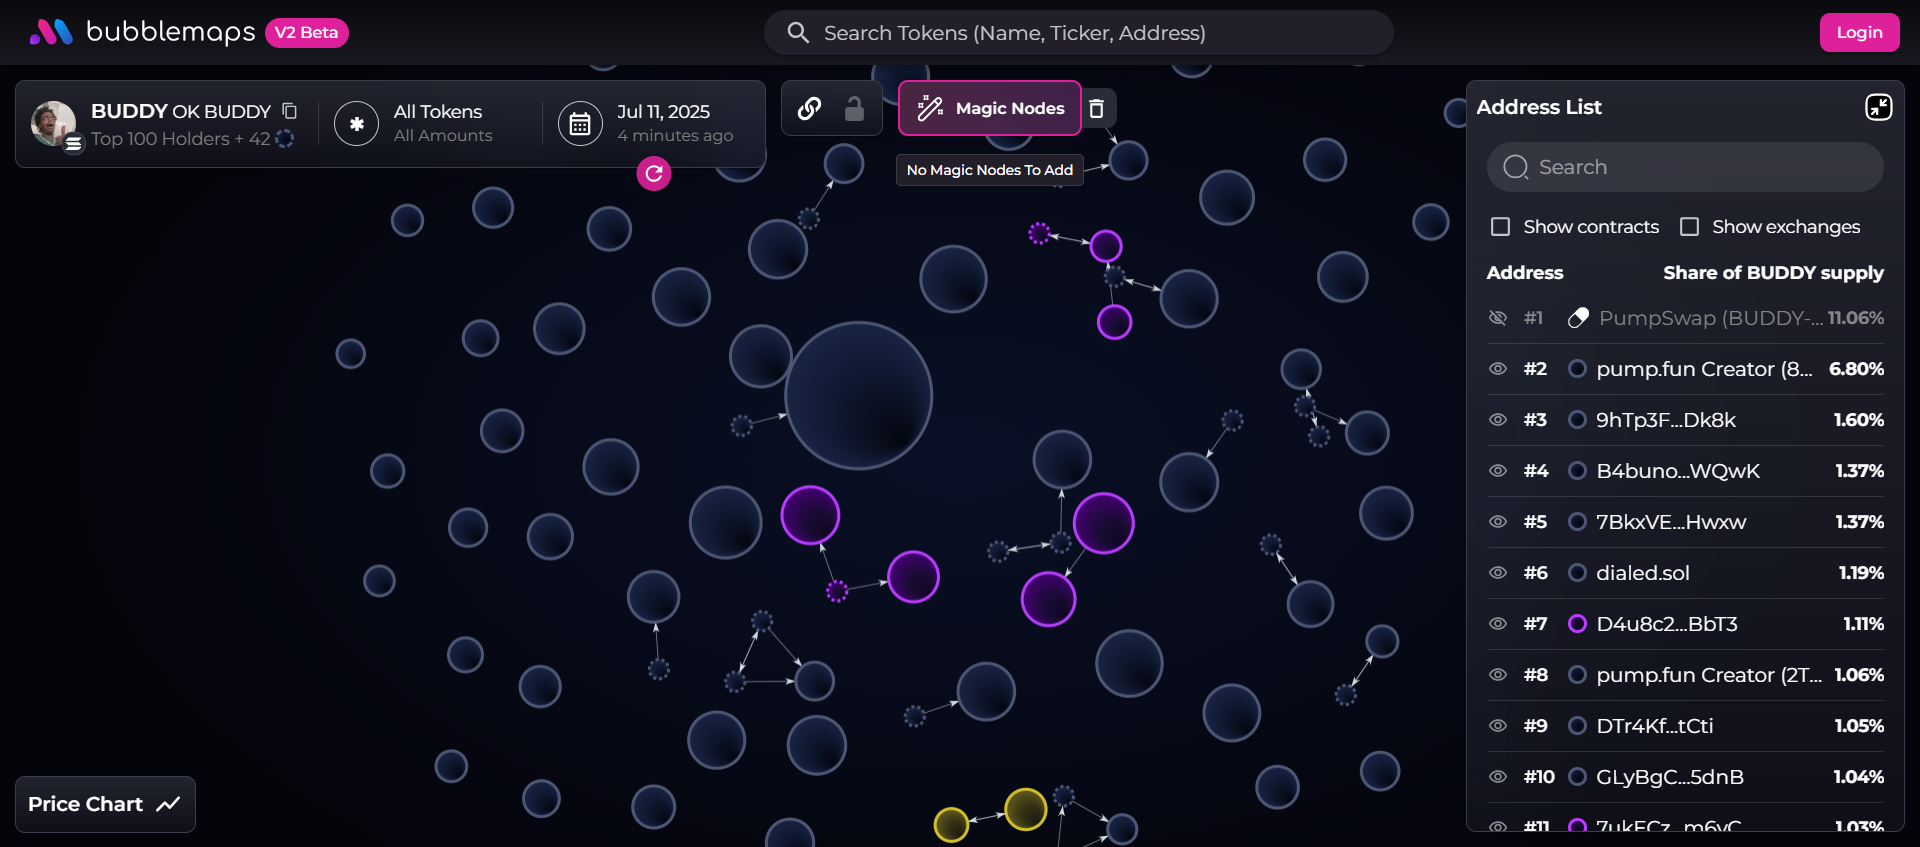 bubblemaps V2 Beta
Search Tokens (Name, Ticker, Address)
Login
BUDDY OK BUDDY
Top 100 Holders + 42
All Tokens
All Amounts
Jul 11, 2025
4 minutes ago
Magic Nodes
No Magic Nodes To Add
Address List
Search
Show contracts Show exchanges
Address Share of BUDDY supply
#1 PumpSwap (BUDDY-... 11.06%
#2 pump.fun Creator (8... 6.80%
#3 9hTp3F...Dk8k 1.60%
#4 B4buno...WQwK 1.37%
#5 7BkxVE...Hwxw 1.37%
#6 dialed.sol 1.19%
#7 D4u8c2...BbT3 1.11%
#8 pump.fun Creator (2T... 1.06%
#9 DTr4Kf...tCti 1.05%
#10 GLyBgC...5dnB 1.04%
#11 1.03%
Price Chart